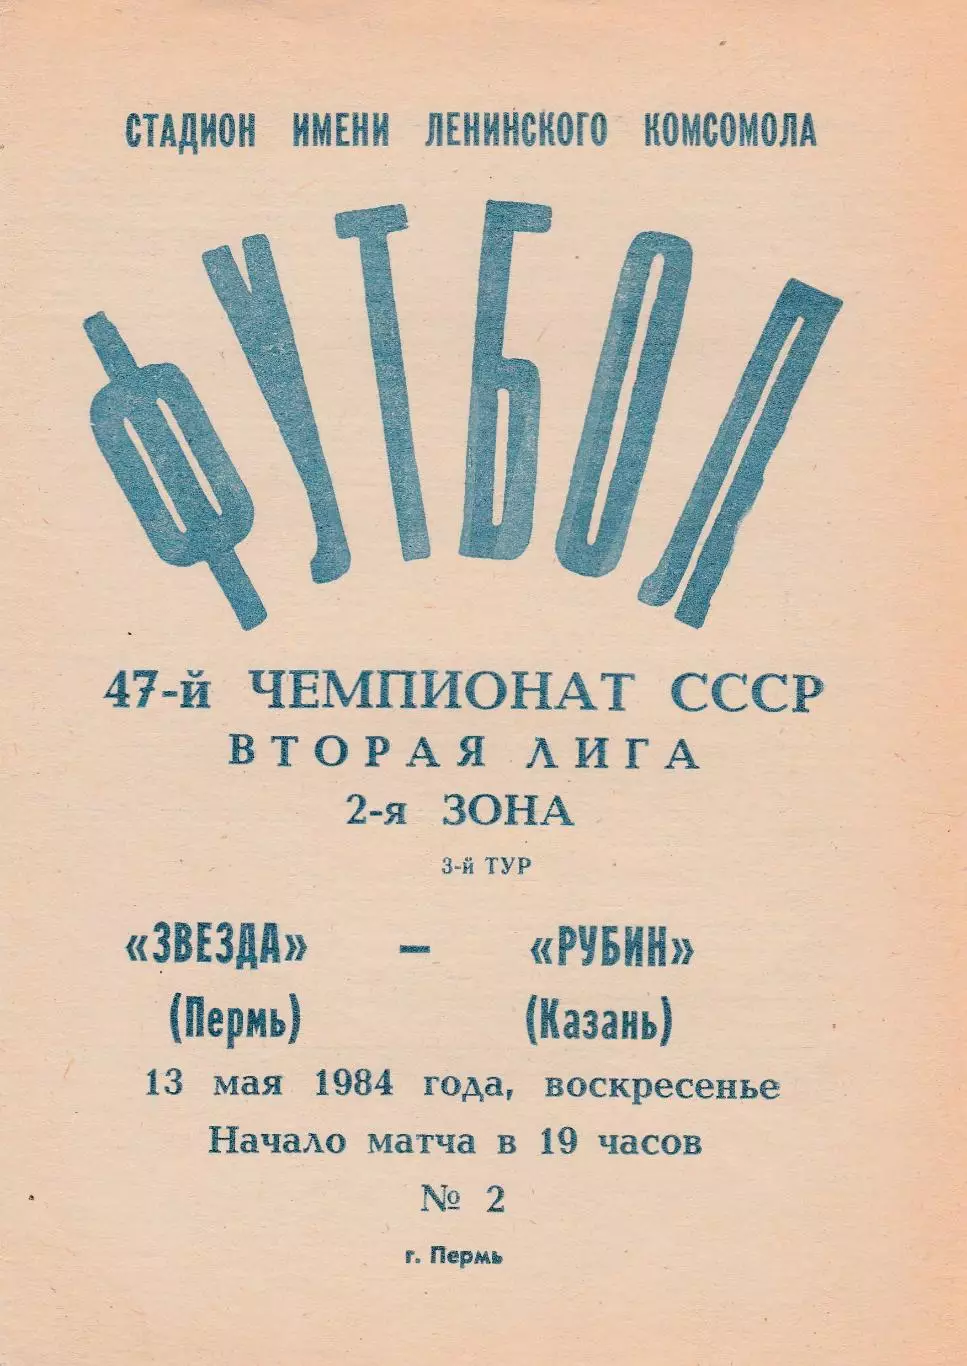 СТАДИОН ИМЕНИ ЛЕНИНСКОГО КОМСОМОЛА
ФУТБОЛ
47-й ЧЕМПИОНАТ СССР
ВТОРАЯ ЛИГА
2-я ЗОНА
3-й ТУР
«ЗВЕЗДА» — «РУБИН»
(Пермь) (Казань)
13 мая 1984 года, воскресенье
Начало матча в 19 часов
№ 2
г. Пермь